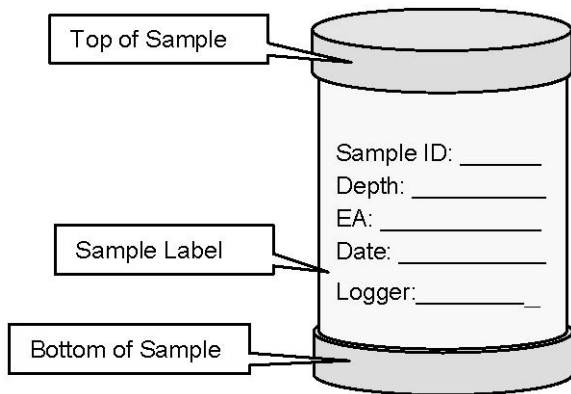 Top of Sample
Sample ID: ______
Depth: __________
EA: ____________
Date: ___________
Sample Label
Logger:_________
Bottom of Sample